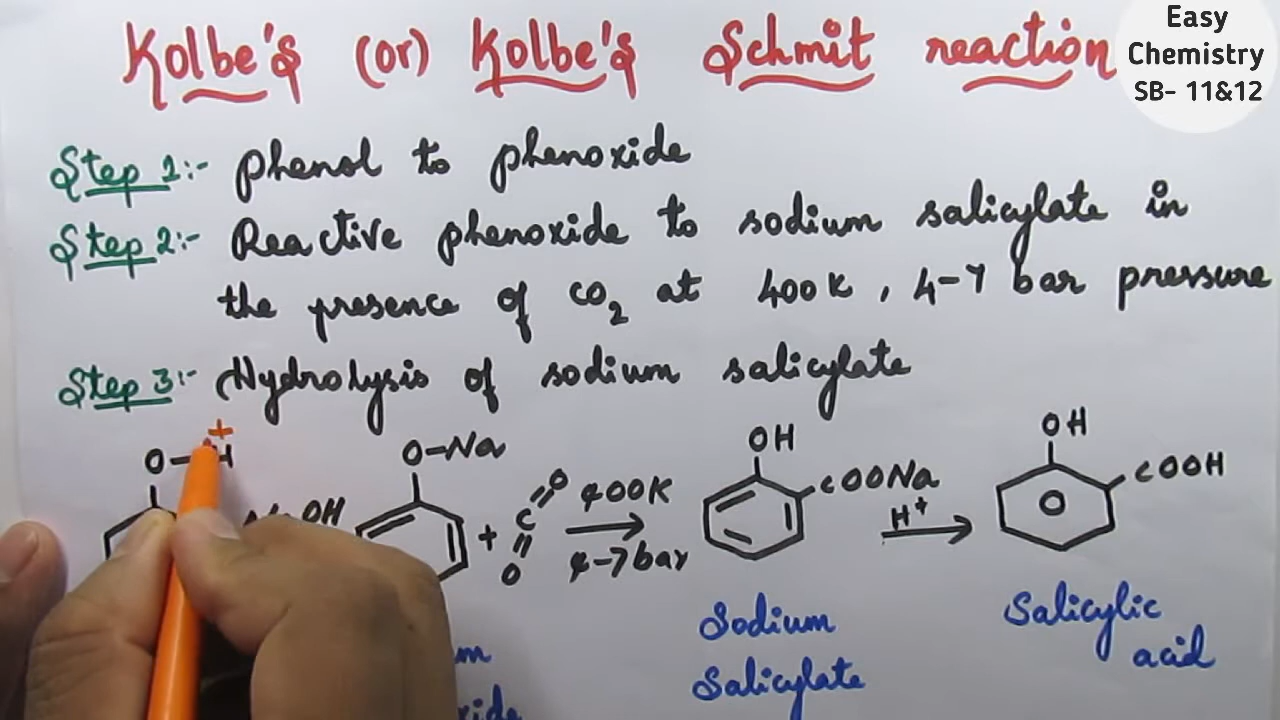 Kolbe's (or) Kolbe's Schmit reaction
Easy
Chemistry
SB- 11&12
Step 1:- Phenol to phenoxide
Step 2:- Reactive phenoxide to sodium salicylate in
the presence of CO₂ at 400K, 4-7 bar pressure
Step 3:- Hydrolysis of sodium salicylate
+
O-H
O-Na + O=C=O 400K
4-7 bar
OH
COONa
H⁺
OH
COOH
Sodium
Salicylate
Salicylic
acid